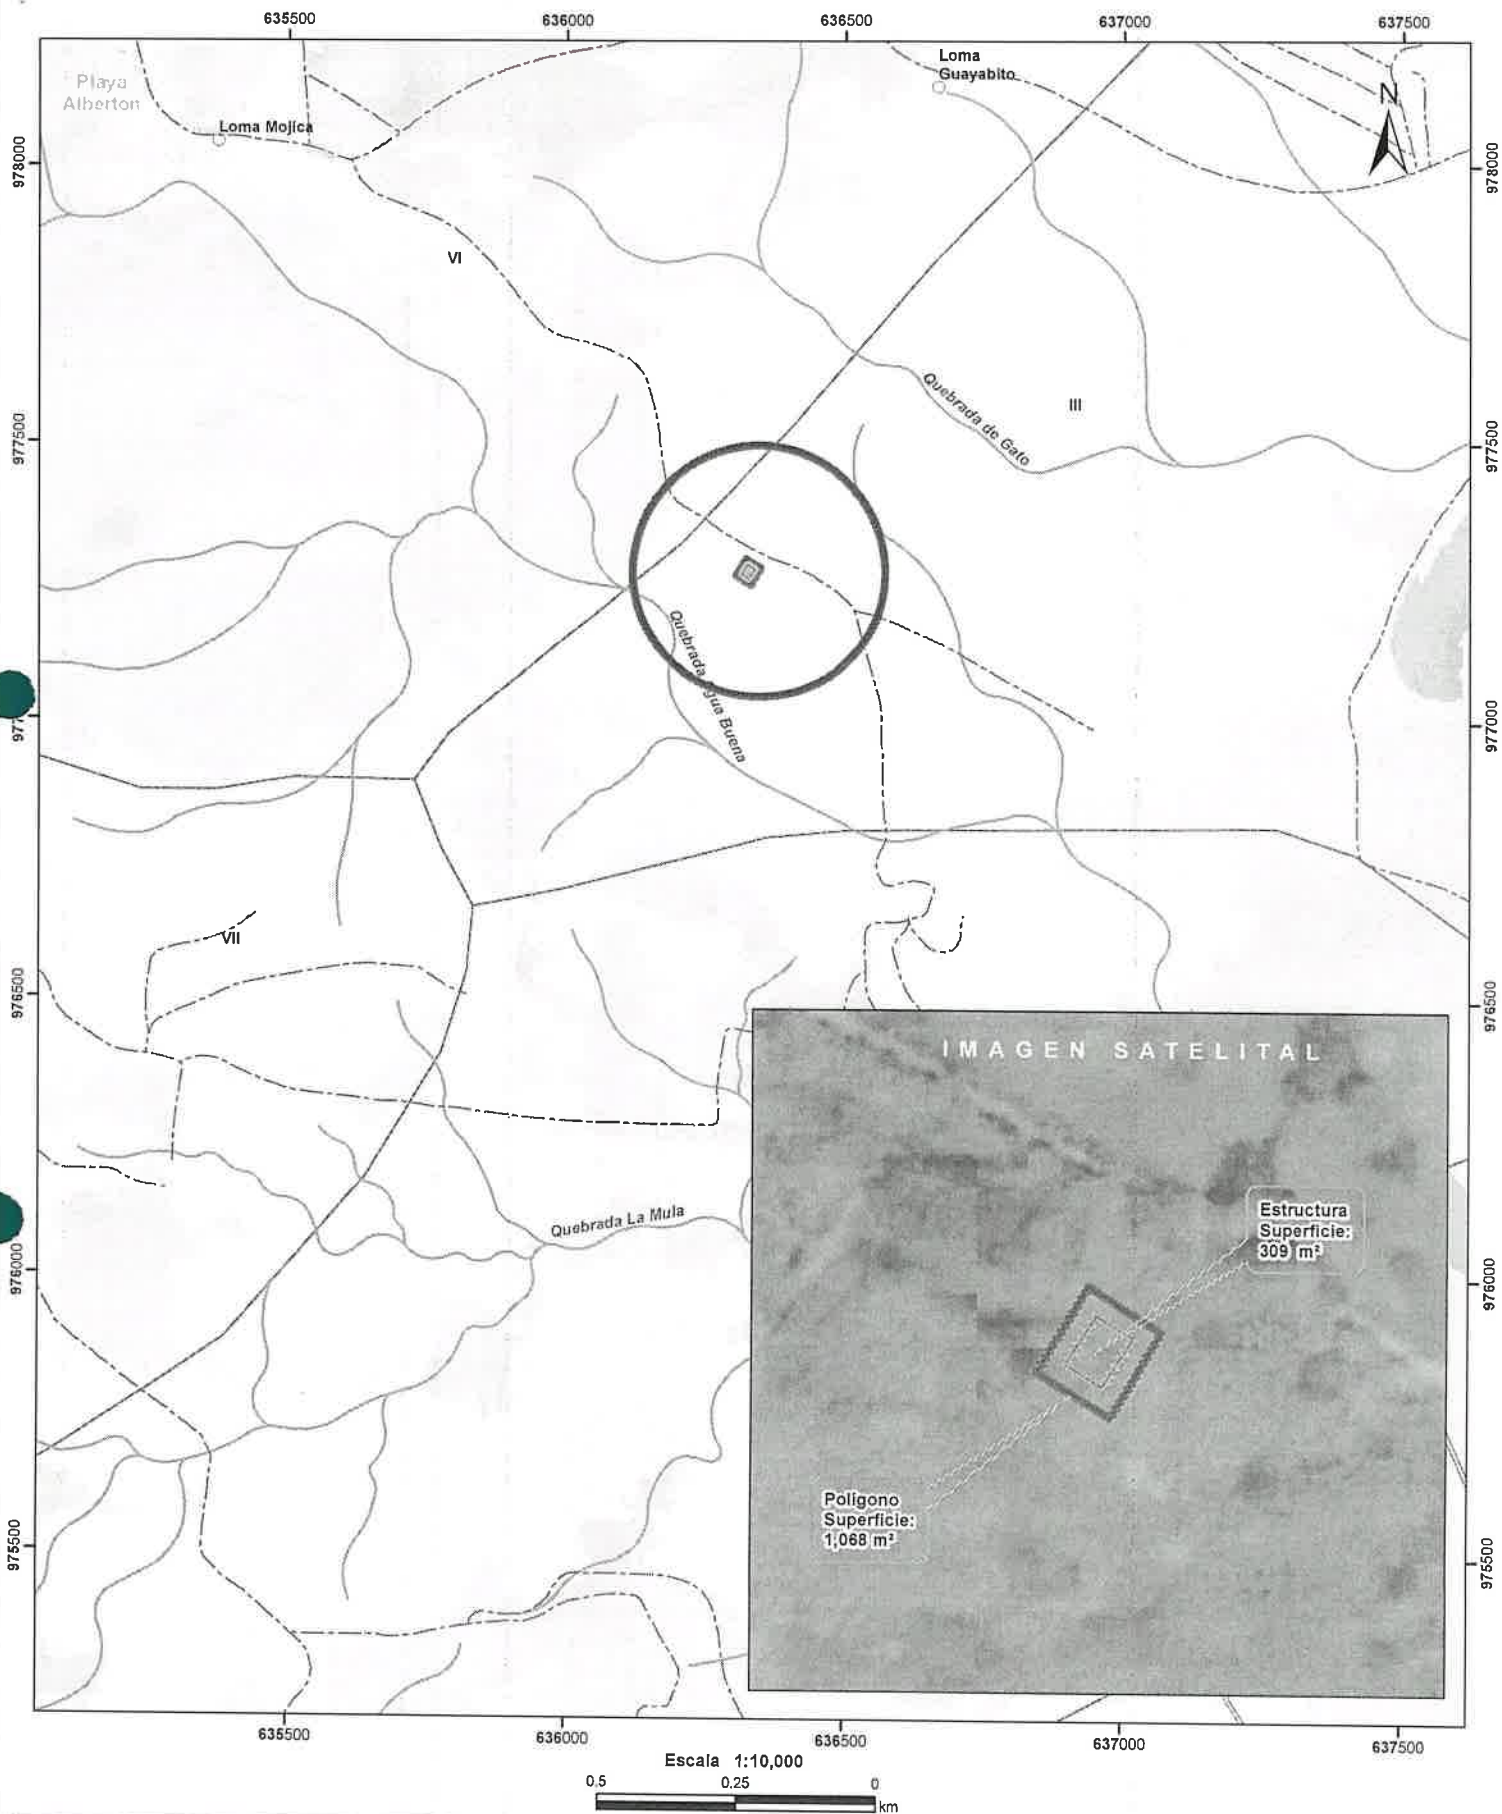 635500 636000 636500 637000 637500
Playa
Alberton
Loma Mojica
Loma
Guayabito
N
978000 978000
VI
III
Quebrada de Gato
977500 977500
Quebrada Agua Buena
977000
VII
976500 976500
IMAGEN SATELITAL
Estructura
Superficie:
309 m²
Quebrada La Mula
976000 976000
Polígono
Superficie:
1,068 m²
975500 975500
635500 636000 636500 637000 637500
Escala 1:10,000
0.5 0.25 0
km